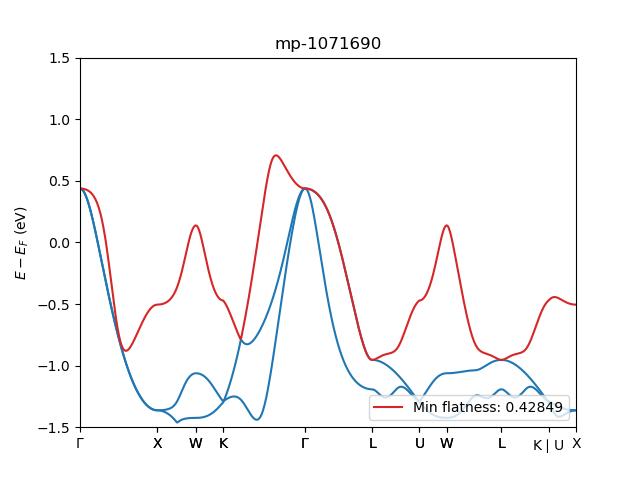 mp-1071690
E − E_F (eV)
1.5
1.0
0.5
0.0
−0.5
−1.0
−1.5
Min flatness: 0.42849
Γ X W K Γ L U W L K | U X